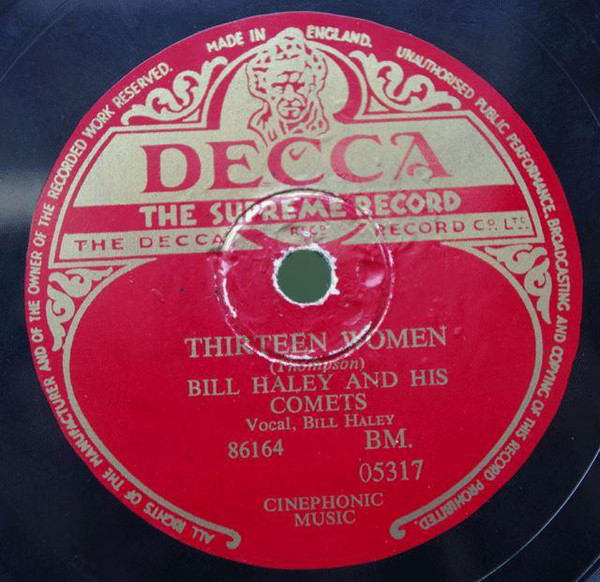 MADE IN ENGLAND.
UNAUTHORISED PUBLIC PERFORMANCE, BROADCASTING AND COPYING OF THIS RECORD PROHIBITED.
ALL RIGHTS OF THE MANUFACTURER AND OF THE OWNER OF THE RECORDED WORK RESERVED.
DECCA
THE SUPREME RECORD
THE DECCA RECORD CO. LTD.
THIRTEEN WOMEN
(Thompson)
BILL HALEY AND HIS
COMETS
Vocal, BILL HALEY
86164 BM.
05317
CINEPHONIC
MUSIC